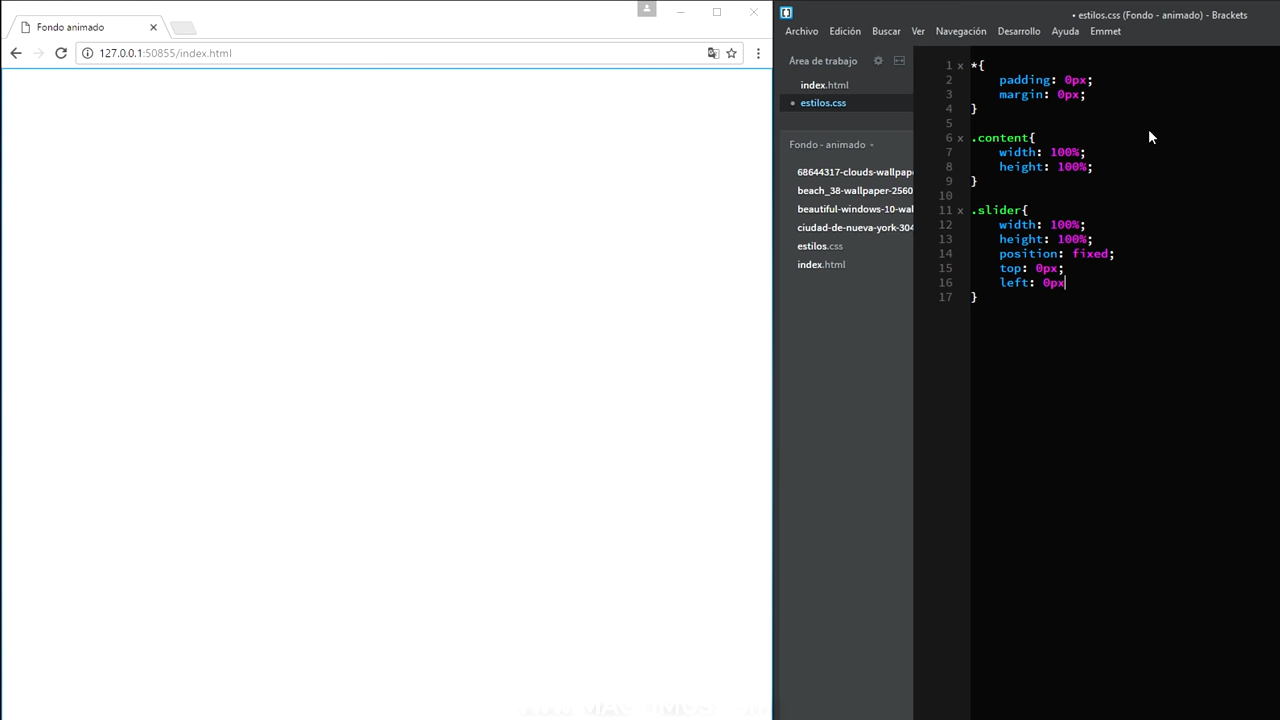 Fondo animado
127.0.0.1:50855/index.html
• estilos.css (Fondo - animado) - Brackets
Archivo Edición Buscar Ver Navegación Desarrollo Ayuda Emmet
Área de trabajo
index.html
estilos.css
Fondo - animado
68644317-clouds-wallpape
beach_38-wallpaper-2560
beautiful-windows-10-wal
ciudad-de-nueva-york-304
estilos.css
index.html
1 x *{
2 padding: 0px;
3 margin: 0px;
4 }
5
6 x .content{
7 width: 100%;
8 height: 100%;
9 }
10
11 x .slider{
12 width: 100%;
13 height: 100%;
14 position: fixed;
15 top: 0px;
16 left: 0px
17 }